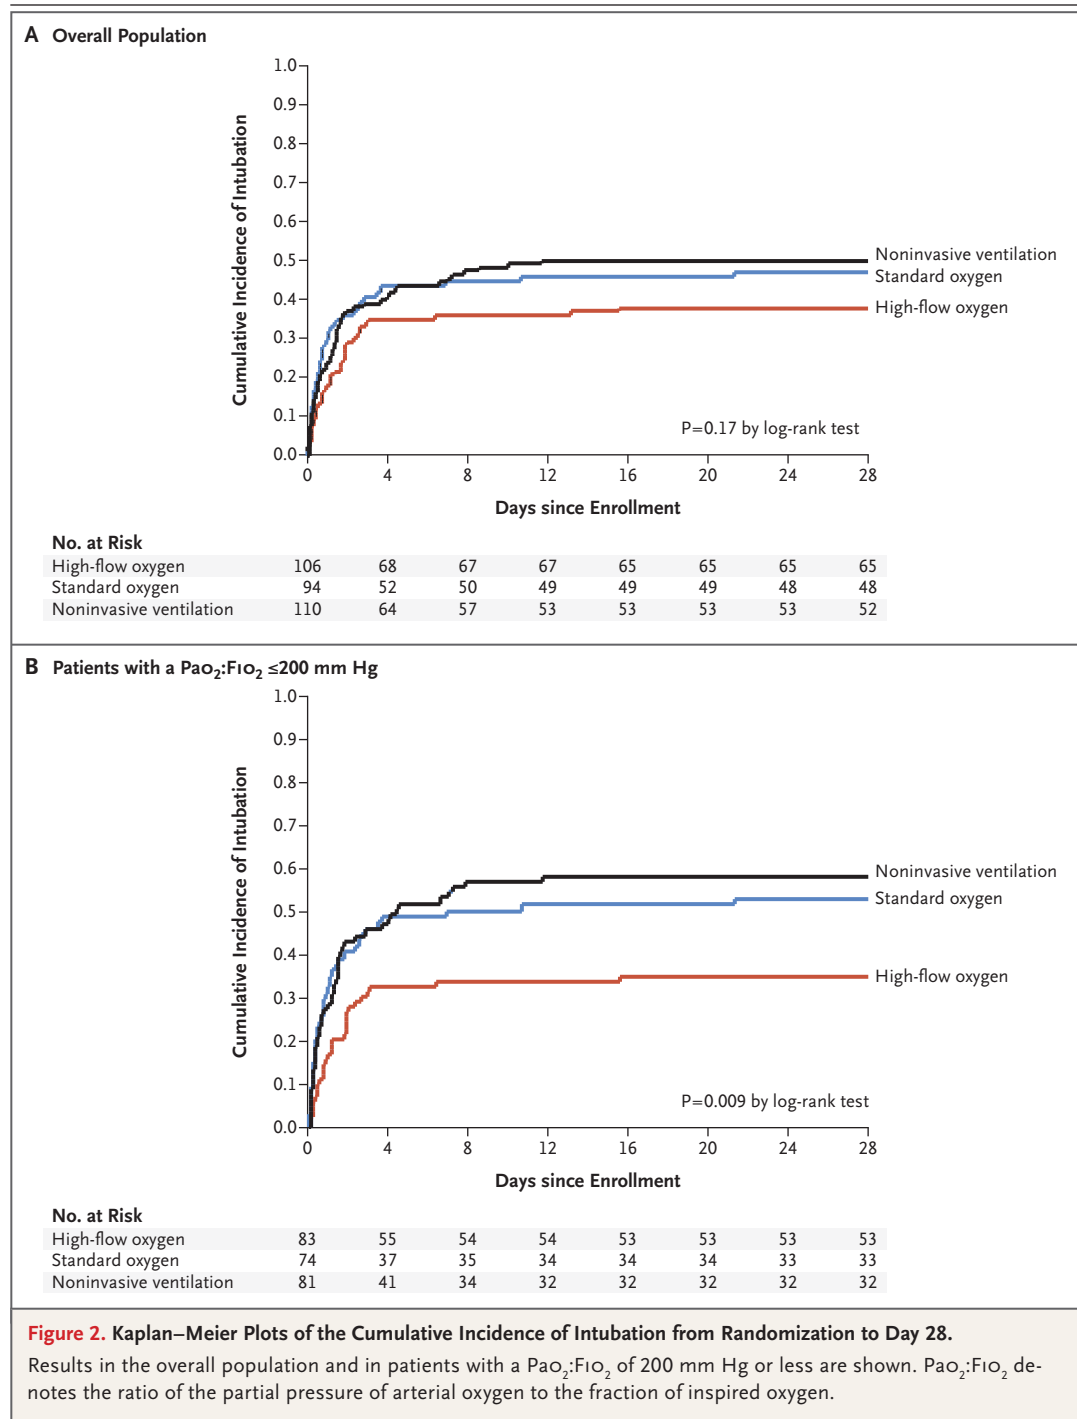 A Overall Population
1.0
0.9
0.8
0.7
0.6
0.5
0.4
0.3
0.2
0.1
0.0
Cumulative Incidence of Intubation
Noninvasive ventilation
Standard oxygen
High-flow oxygen
P=0.17 by log-rank test
0 4 8 12 16 20 24 28
Days since Enrollment
No. at Risk
High-flow oxygen 106 68 67 67 65 65 65 65
Standard oxygen 94 52 50 49 49 49 48 48
Noninvasive ventilation 110 64 57 53 53 53 53 52
B Patients with a PaO₂:FIO₂ ≤200 mm Hg
1.0
0.9
0.8
0.7
0.6
0.5
0.4
0.3
0.2
0.1
0.0
Cumulative Incidence of Intubation
Noninvasive ventilation
Standard oxygen
High-flow oxygen
P=0.009 by log-rank test
0 4 8 12 16 20 24 28
Days since Enrollment
No. at Risk
High-flow oxygen 83 55 54 54 53 53 53 53
Standard oxygen 74 37 35 34 34 34 33 33
Noninvasive ventilation 81 41 34 32 32 32 32 32
Figure 2. Kaplan–Meier Plots of the Cumulative Incidence of Intubation from Randomization to Day 28.
Results in the overall population and in patients with a PaO₂:FIO₂ of 200 mm Hg or less are shown. PaO₂:FIO₂ de-
notes the ratio of the partial pressure of arterial oxygen to the fraction of inspired oxygen.